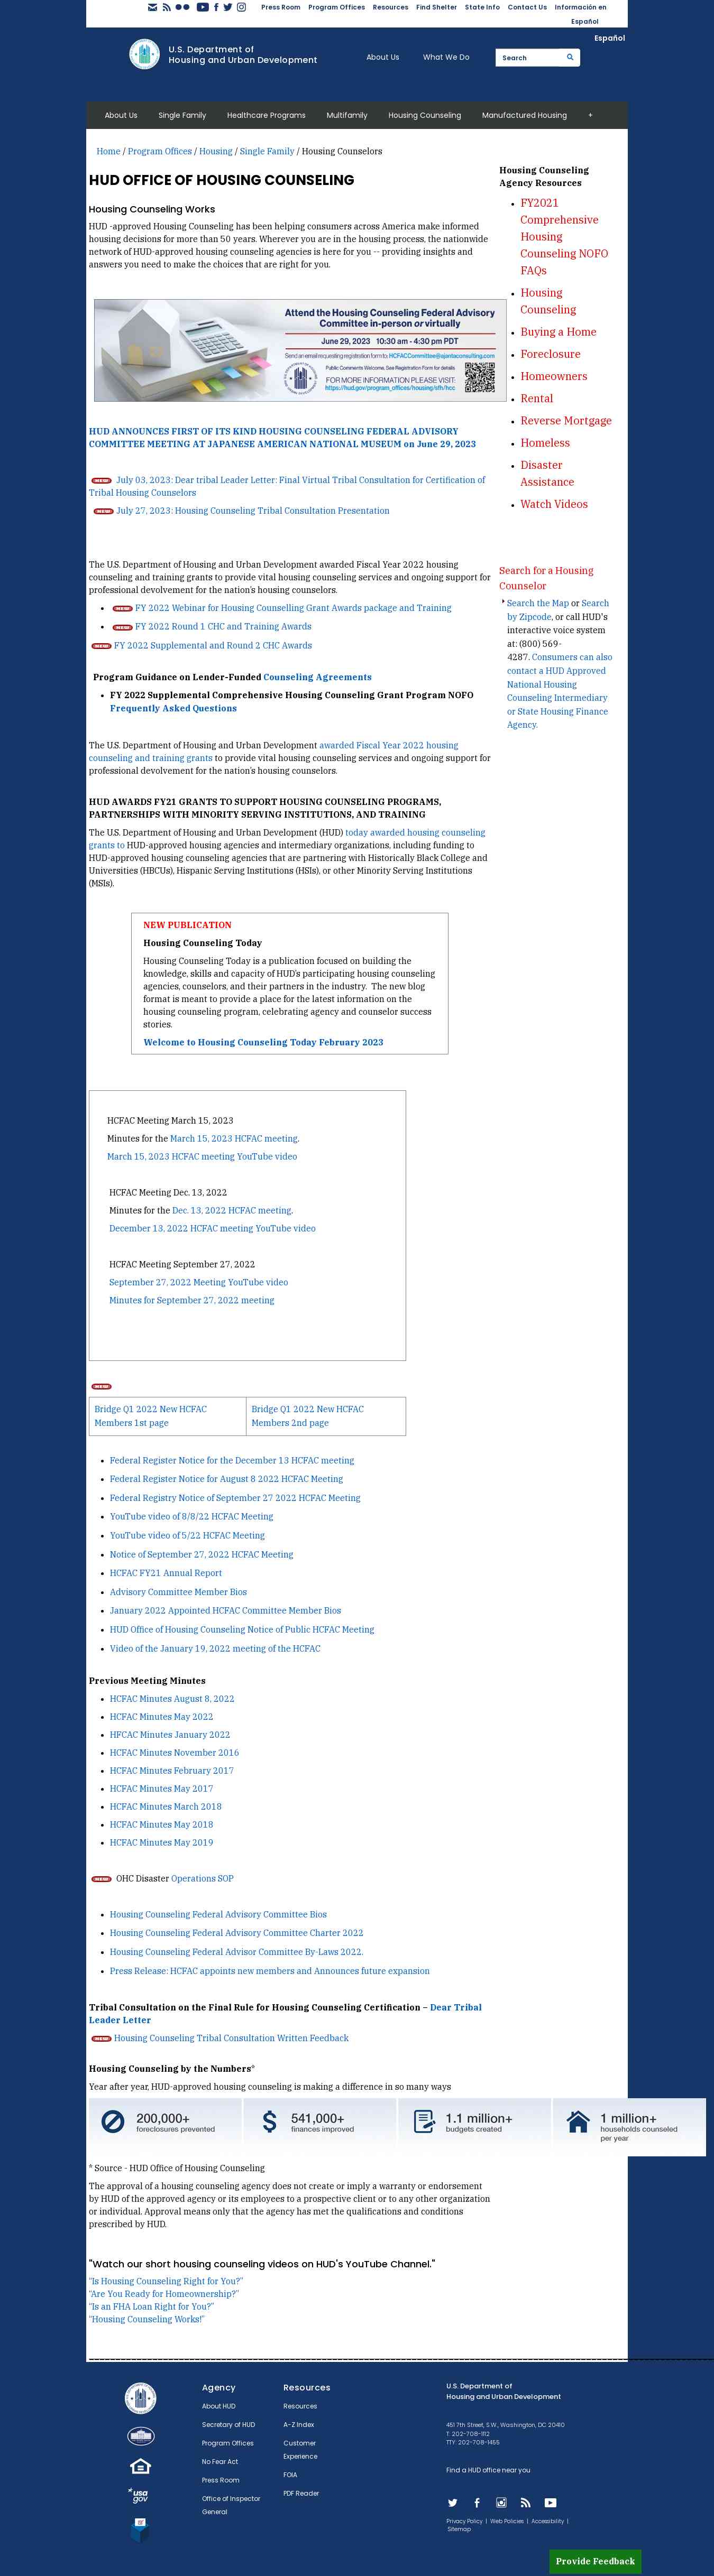 Press Room Program Offices Resources Find Shelter State Info Contact Us Información en
Español
Español
U.S. Department of
Housing and Urban Development
About Us What We Do
Search
About Us Single Family Healthcare Programs Multifamily Housing Counseling Manufactured Housing +
Home / Program Offices / Housing / Single Family / Housing Counselors
HUD OFFICE OF HOUSING COUNSELING
Housing Counseling Works
HUD -approved Housing Counseling has been helping consumers across America make informed
housing decisions for more than 50 years. Wherever you are in the housing process, the nationwide
network of HUD-approved housing counseling agencies is here for you -- providing insights and
answers you need to make the choices that are right for you.
Attend the Housing Counseling Federal Advisory
Committee in-person or virtually
June 29, 2023 10:30 am - 4:30 pm PDT
Send an email requesting registration form to: HCFACCommittee@ajantaconsulting.com
Public Comments Welcome. See Registration Form for Details.
FOR MORE INFORMATION PLEASE VISIT:
https://hud.gov/program_offices/housing/sfh/hcc
HUD ANNOUNCES FIRST OF ITS KIND HOUSING COUNSELING FEDERAL ADVISORY
COMMITTEE MEETING AT JAPANESE AMERICAN NATIONAL MUSEUM on June 29, 2023
July 03, 2023: Dear tribal Leader Letter: Final Virtual Tribal Consultation for Certification of
Tribal Housing Counselors
July 27, 2023: Housing Counseling Tribal Consultation Presentation
The U.S. Department of Housing and Urban Development awarded Fiscal Year 2022 housing
counseling and training grants to provide vital housing counseling services and ongoing support for
professional devolvement for the nation's housing counselors.
FY 2022 Webinar for Housing Counselling Grant Awards package and Training
FY 2022 Round 1 CHC and Training Awards
FY 2022 Supplemental and Round 2 CHC Awards
Program Guidance on Lender-Funded Counseling Agreements
FY 2022 Supplemental Comprehensive Housing Counseling Grant Program NOFO
Frequently Asked Questions
The U.S. Department of Housing and Urban Development awarded Fiscal Year 2022 housing
counseling and training grants to provide vital housing counseling services and ongoing support for
professional devolvement for the nation's housing counselors.
HUD AWARDS FY21 GRANTS TO SUPPORT HOUSING COUNSELING PROGRAMS,
PARTNERSHIPS WITH MINORITY SERVING INSTITUTIONS, AND TRAINING
The U.S. Department of Housing and Urban Development (HUD) today awarded housing counseling
grants to HUD-approved housing agencies and intermediary organizations, including funding to
HUD-approved housing counseling agencies that are partnering with Historically Black College and
Universities (HBCUs), Hispanic Serving Institutions (HSIs), or other Minority Serving Institutions
(MSIs).
NEW PUBLICATION
Housing Counseling Today
Housing Counseling Today is a publication focused on building the
knowledge, skills and capacity of HUD's participating housing counseling
agencies, counselors, and their partners in the industry. The new blog
format is meant to provide a place for the latest information on the
housing counseling program, celebrating agency and counselor success
stories.
Welcome to Housing Counseling Today February 2023
HCFAC Meeting March 15, 2023
Minutes for the March 15, 2023 HCFAC meeting.
March 15, 2023 HCFAC meeting YouTube video
HCFAC Meeting Dec. 13, 2022
Minutes for the Dec. 13, 2022 HCFAC meeting.
December 13, 2022 HCFAC meeting YouTube video
HCFAC Meeting September 27, 2022
September 27, 2022 Meeting YouTube video
Minutes for September 27, 2022 meeting
Bridge Q1 2022 New HCFAC
Members 1st page
Bridge Q1 2022 New HCFAC
Members 2nd page
Federal Register Notice for the December 13 HCFAC meeting
Federal Register Notice for August 8 2022 HCFAC Meeting
Federal Registry Notice of September 27 2022 HCFAC Meeting
YouTube video of 8/8/22 HCFAC Meeting
YouTube video of 5/22 HCFAC Meeting
Notice of September 27, 2022 HCFAC Meeting
HCFAC FY21 Annual Report
Advisory Committee Member Bios
January 2022 Appointed HCFAC Committee Member Bios
HUD Office of Housing Counseling Notice of Public HCFAC Meeting
Video of the January 19, 2022 meeting of the HCFAC
Previous Meeting Minutes
HCFAC Minutes August 8, 2022
HCFAC Minutes May 2022
HFCAC Minutes January 2022
HCFAC Minutes November 2016
HCFAC Minutes February 2017
HCFAC Minutes May 2017
HCFAC Minutes March 2018
HCFAC Minutes May 2018
HCFAC Minutes May 2019
OHC Disaster Operations SOP
Housing Counseling Federal Advisory Committee Bios
Housing Counseling Federal Advisory Committee Charter 2022
Housing Counseling Federal Advisor Committee By-Laws 2022.
Press Release: HCFAC appoints new members and Announces future expansion
Tribal Consultation on the Final Rule for Housing Counseling Certification – Dear Tribal
Leader Letter
Housing Counseling Tribal Consultation Written Feedback
Housing Counseling by the Numbers*
Year after year, HUD-approved housing counseling is making a difference in so many ways
200,000+
foreclosures prevented
541,000+
finances improved
1.1 million+
budgets created
1 million+
households counseled
per year
* Source - HUD Office of Housing Counseling
The approval of a housing counseling agency does not create or imply a warranty or endorsement
by HUD of the approved agency or its employees to a prospective client or to any other organization
or individual. Approval means only that the agency has met the qualifications and conditions
prescribed by HUD.
"Watch our short housing counseling videos on HUD's YouTube Channel."
"Is Housing Counseling Right for You?"
"Are You Ready for Homeownership?"
"Is an FHA Loan Right for You?"
"Housing Counseling Works!"
Housing Counseling
Agency Resources
FY2021
Comprehensive
Housing
Counseling NOFO
FAQs
Housing
Counseling
Buying a Home
Foreclosure
Homeowners
Rental
Reverse Mortgage
Homeless
Disaster
Assistance
Watch Videos
Search for a Housing
Counselor
Search the Map or Search
by Zipcode, or call HUD's
interactive voice system
at: (800) 569-
4287. Consumers can also
contact a HUD Approved
National Housing
Counseling Intermediary
or State Housing Finance
Agency.
Agency
About HUD
Secretary of HUD
Program Offices
No Fear Act
Press Room
Office of Inspector
General
Resources
Resources
A-Z Index
Customer
Experience
FOIA
PDF Reader
U.S. Department of
Housing and Urban Development
451 7th Street, S.W., Washington, DC 20410
T: 202-708-1112
TTY: 202-708-1455
Find a HUD office near you
Privacy Policy | Web Policies | Accessibility |
Sitemap
usa
gov
Provide Feedback